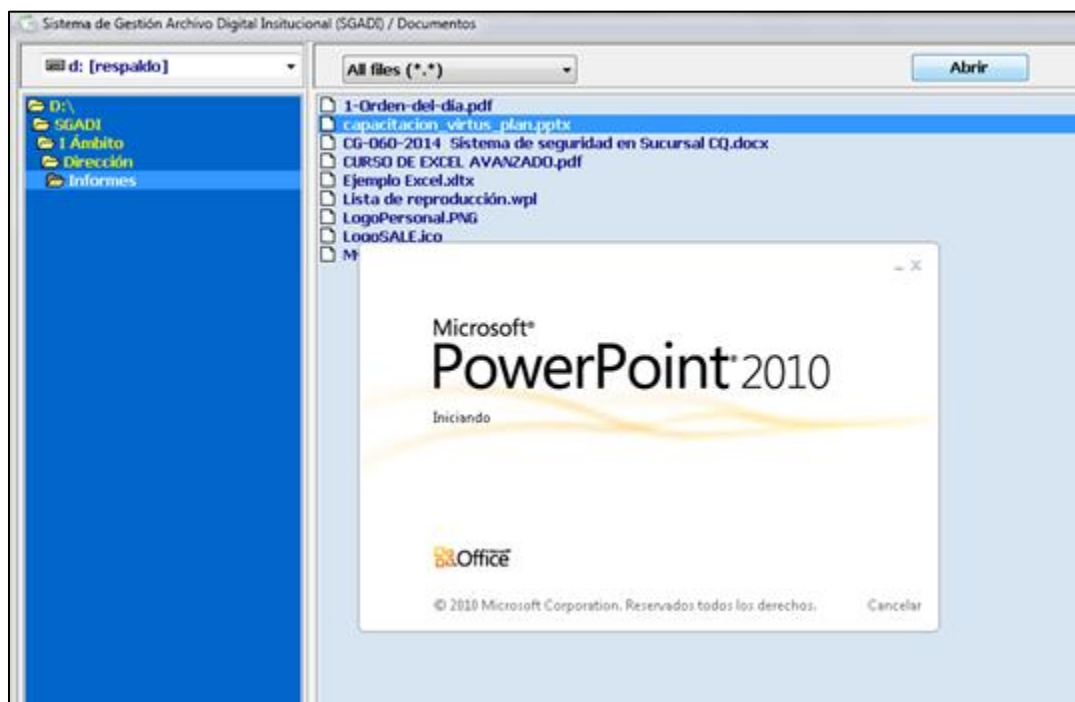 Sistema de Gestión Archivo Digital Insitucional (SGADI) / Documentos
d: [respaldo]
All files (*.*)
Abrir
D:\
SGADI
I Ámbito
Dirección
Informes
1-Orden-del-día.pdf
capacitacion_virtus_plan.pptx
CG-060-2014 Sistema de seguridad en Sucursal CQ.docx
CURSO DE EXCEL AVANZADO.pdf
Ejemplo Excel.xltx
Lista de reproducción.wpl
LogoPersonal.PNG
LogoSALE.ico
M
Microsoft®
PowerPoint® 2010
Iniciando
Microsoft
Office
© 2010 Microsoft Corporation. Reservados todos los derechos.
Cancelar